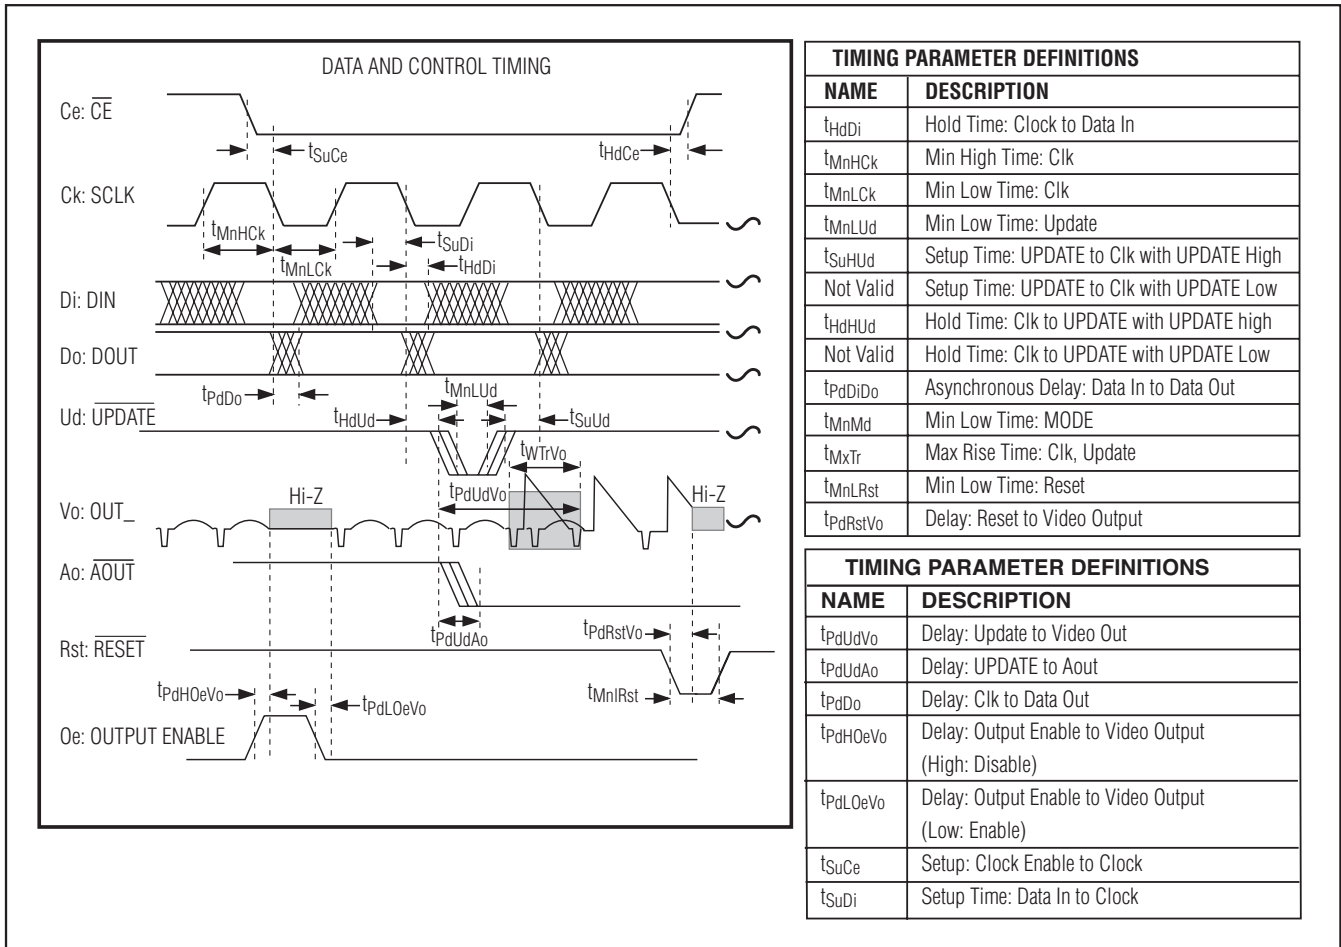 DATA AND CONTROL TIMING
Ce: CE
tSuCe
tHdCe
Ck: SCLK
tMnHCk
tMnLCk
tSuDi
tHdDi
Di: DIN
Do: DOUT
tPdDo
tMnLUd
Ud: UPDATE
tHdUd
tSuUd
tWTrVo
Hi-Z
tPdUdVo
Hi-Z
Vo: OUT_
Ao: AOUT
tPdUdAo
tPdRstVo
Rst: RESET
tPdHOeVo
tPdLOeVo
tMnlRst
Oe: OUTPUT ENABLE
TIMING PARAMETER DEFINITIONS
NAME DESCRIPTION
tHdDi Hold Time: Clock to Data In
tMnHCk Min High Time: Clk
tMnLCk Min Low Time: Clk
tMnLUd Min Low Time: Update
tSuHUd Setup Time: UPDATE to Clk with UPDATE High
Not Valid Setup Time: UPDATE to Clk with UPDATE Low
tHdHUd Hold Time: Clk to UPDATE with UPDATE high
Not Valid Hold Time: Clk to UPDATE with UPDATE Low
tPdDiDo Asynchronous Delay: Data In to Data Out
tMnMd Min Low Time: MODE
tMxTr Max Rise Time: Clk, Update
tMnLRst Min Low Time: Reset
tPdRstVo Delay: Reset to Video Output
TIMING PARAMETER DEFINITIONS
NAME DESCRIPTION
tPdUdVo Delay: Update to Video Out
tPdUdAo Delay: UPDATE to Aout
tPdDo Delay: Clk to Data Out
tPdHOeVo Delay: Output Enable to Video Output
(High: Disable)
tPdLOeVo Delay: Output Enable to Video Output
(Low: Enable)
tSuCe Setup: Clock Enable to Clock
tSuDi Setup Time: Data In to Clock